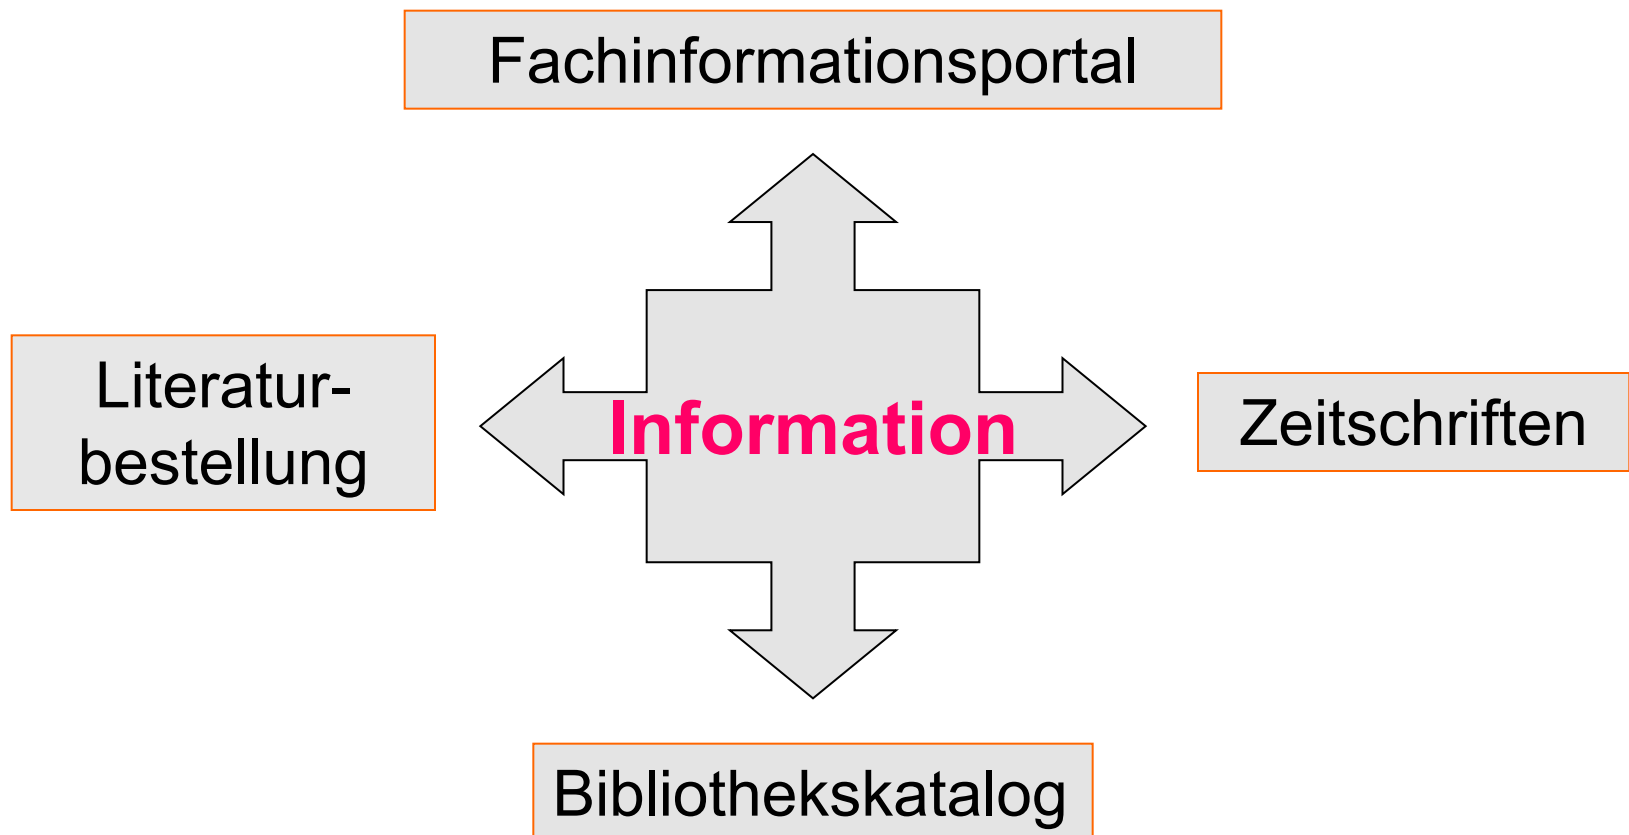 Fachinformationsportal
Literatur-
bestellung
Information
Zeitschriften
Bibliothekskatalog